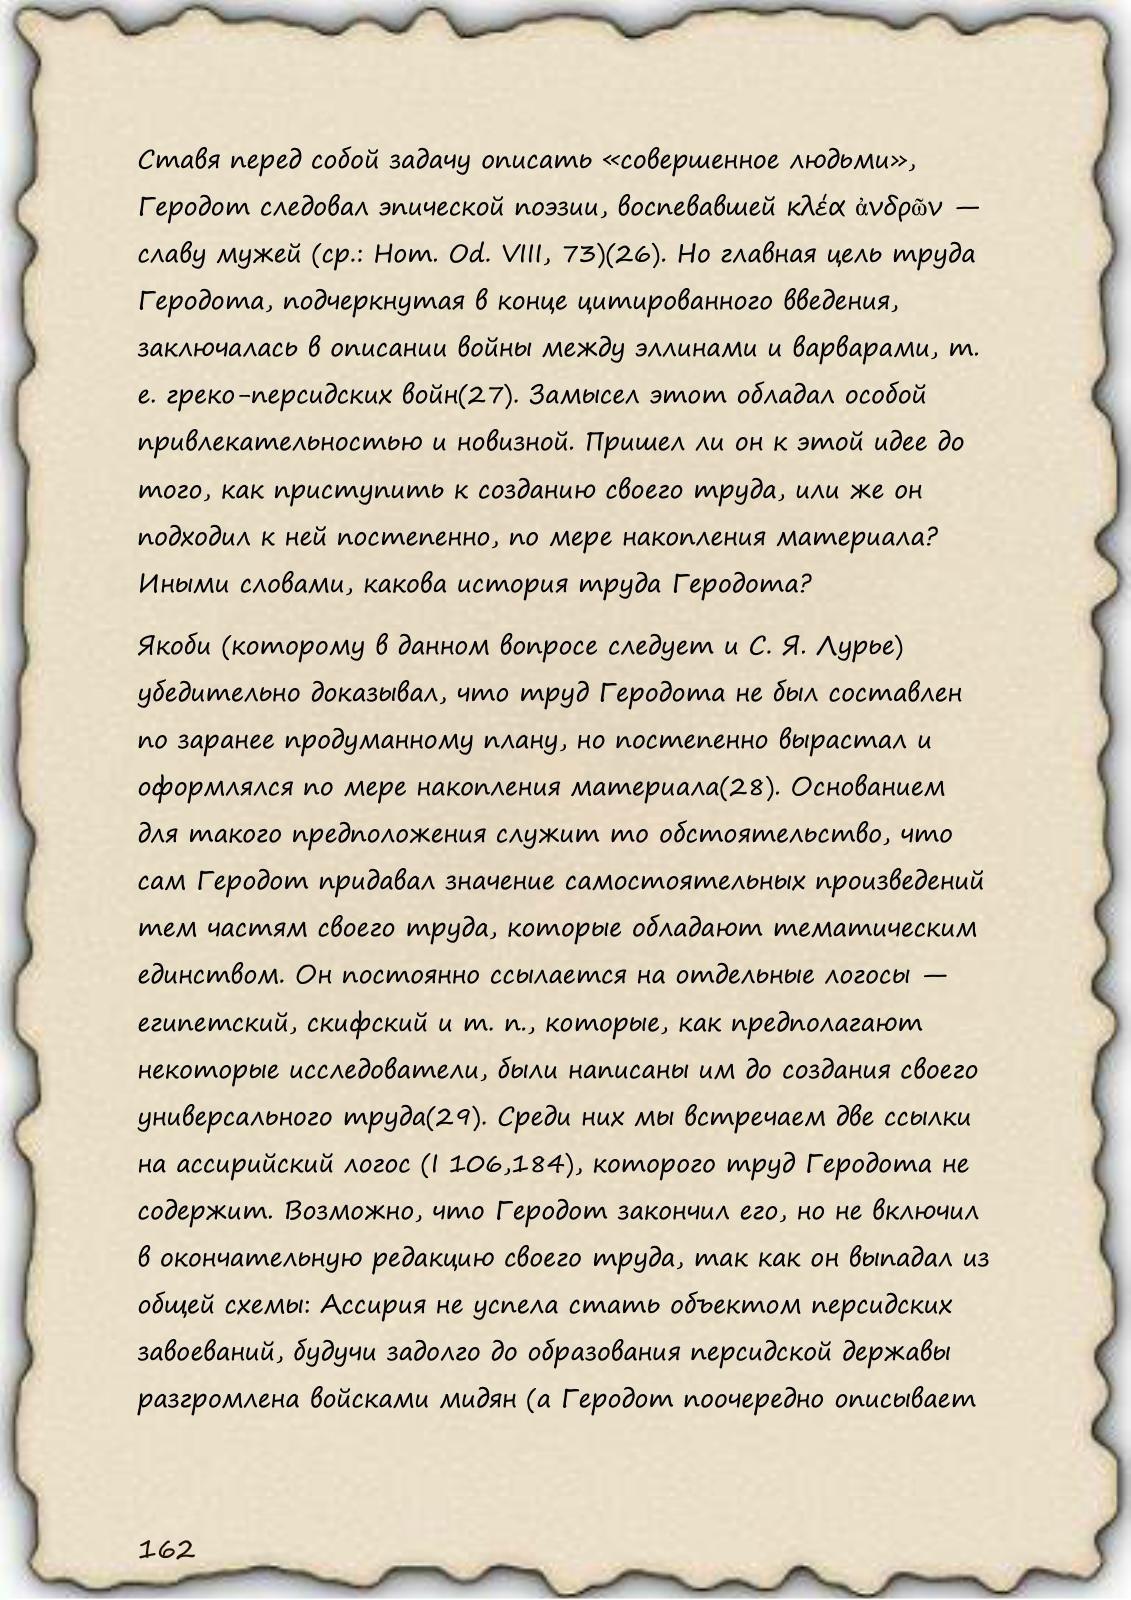 Ставя перед собой задачу описать «совершенное людьми»,
Геродот следовал эпической поэзии, воспевавшей κλέα ἀνδρῶν —
славу мужей (ср.: Hom. Od. VIII, 73)(26). Но главная цель труда
Геродота, подчеркнутая в конце цитированного введения,
заключалась в описании войны между эллинами и варварами, т.
е. греко-персидских войн(27). Замысел этот обладал особой
привлекательностью и новизной. Пришел ли он к этой идее до
того, как приступить к созданию своего труда, или же он
подходил к ней постепенно, по мере накопления материала?
Иными словами, какова история труда Геродота?
Якоби (которому в данном вопросе следует и С. Я. Лурье)
убедительно доказывал, что труд Геродота не был составлен
по заранее продуманному плану, но постепенно вырастал и
оформлялся по мере накопления материала(28). Основанием
для такого предположения служит то обстоятельство, что
сам Геродот придавал значение самостоятельных произведений
тем частям своего труда, которые обладают тематическим
единством. Он постоянно ссылается на отдельные логосы —
египетский, скифский и т. п., которые, как предполагают
некоторые исследователи, были написаны им до создания своего
универсального труда(29). Среди них мы встречаем две ссылки
на ассирийский логос (I 106,184), которого труд Геродота не
содержит. Возможно, что Геродот закончил его, но не включил
в окончательную редакцию своего труда, так как он выпадал из
общей схемы: Ассирия не успела стать объектом персидских
завоеваний, будучи задолго до образования персидской державы
разгромлена войсками мидян (а Геродот поочередно описывает
162